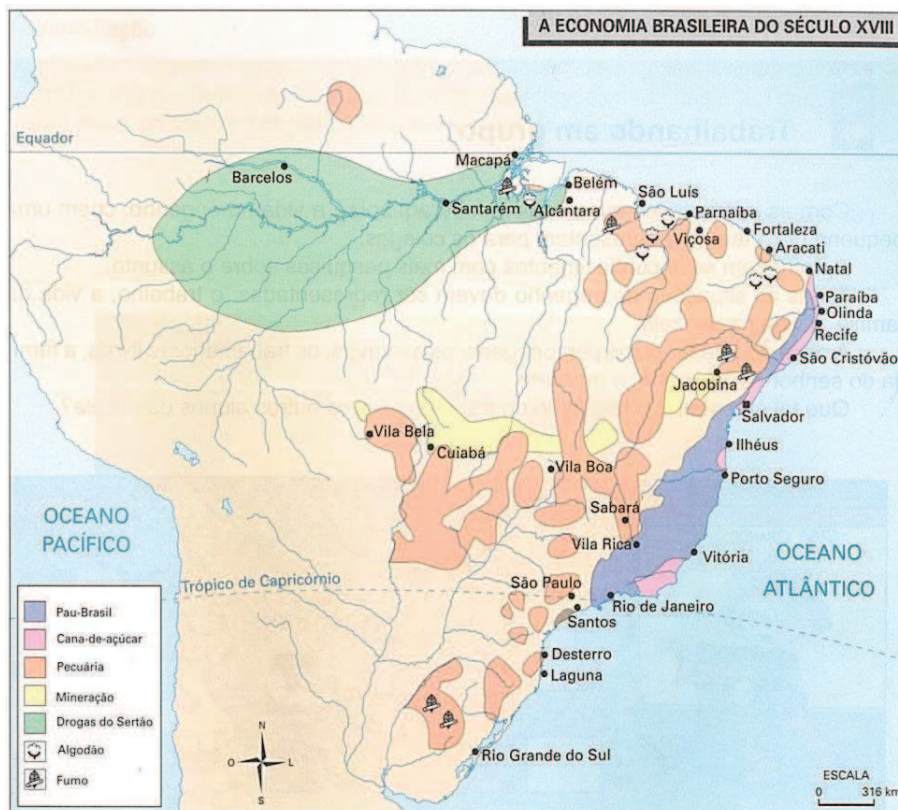 A ECONOMIA BRASILEIRA DO SÉCULO XVIII
Equador
Macapá
Barcelos
Belém
Santarém
Alcântara
São Luís
Parnaíba
Viçosa
Fortaleza
Aracati
Natal
Paraíba
Olinda
Recife
São Cristóvão
Jacobina
Salvador
Vila Bela
Cuiabá
Ilhéus
Vila Boa
Porto Seguro
Sabará
OCEANO
PACÍFICO
Vila Rica
Vitória
OCEANO
ATLÂNTICO
Trópico de Capricórnio
São Paulo
Rio de Janeiro
Santos
Desterro
Laguna
Rio Grande do Sul
Pau-Brasil
Cana-de-açúcar
Pecuária
Mineração
Drogas do Sertão
Algodão
Fumo
N
O
L
S
ESCALA
0 316 km